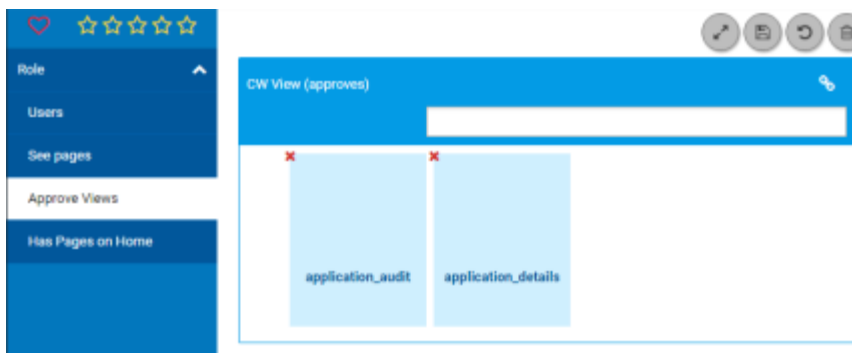 Role
CW View (approves)
Users
See pages
Approve Views
Has Pages on Home
application_audit
application_details